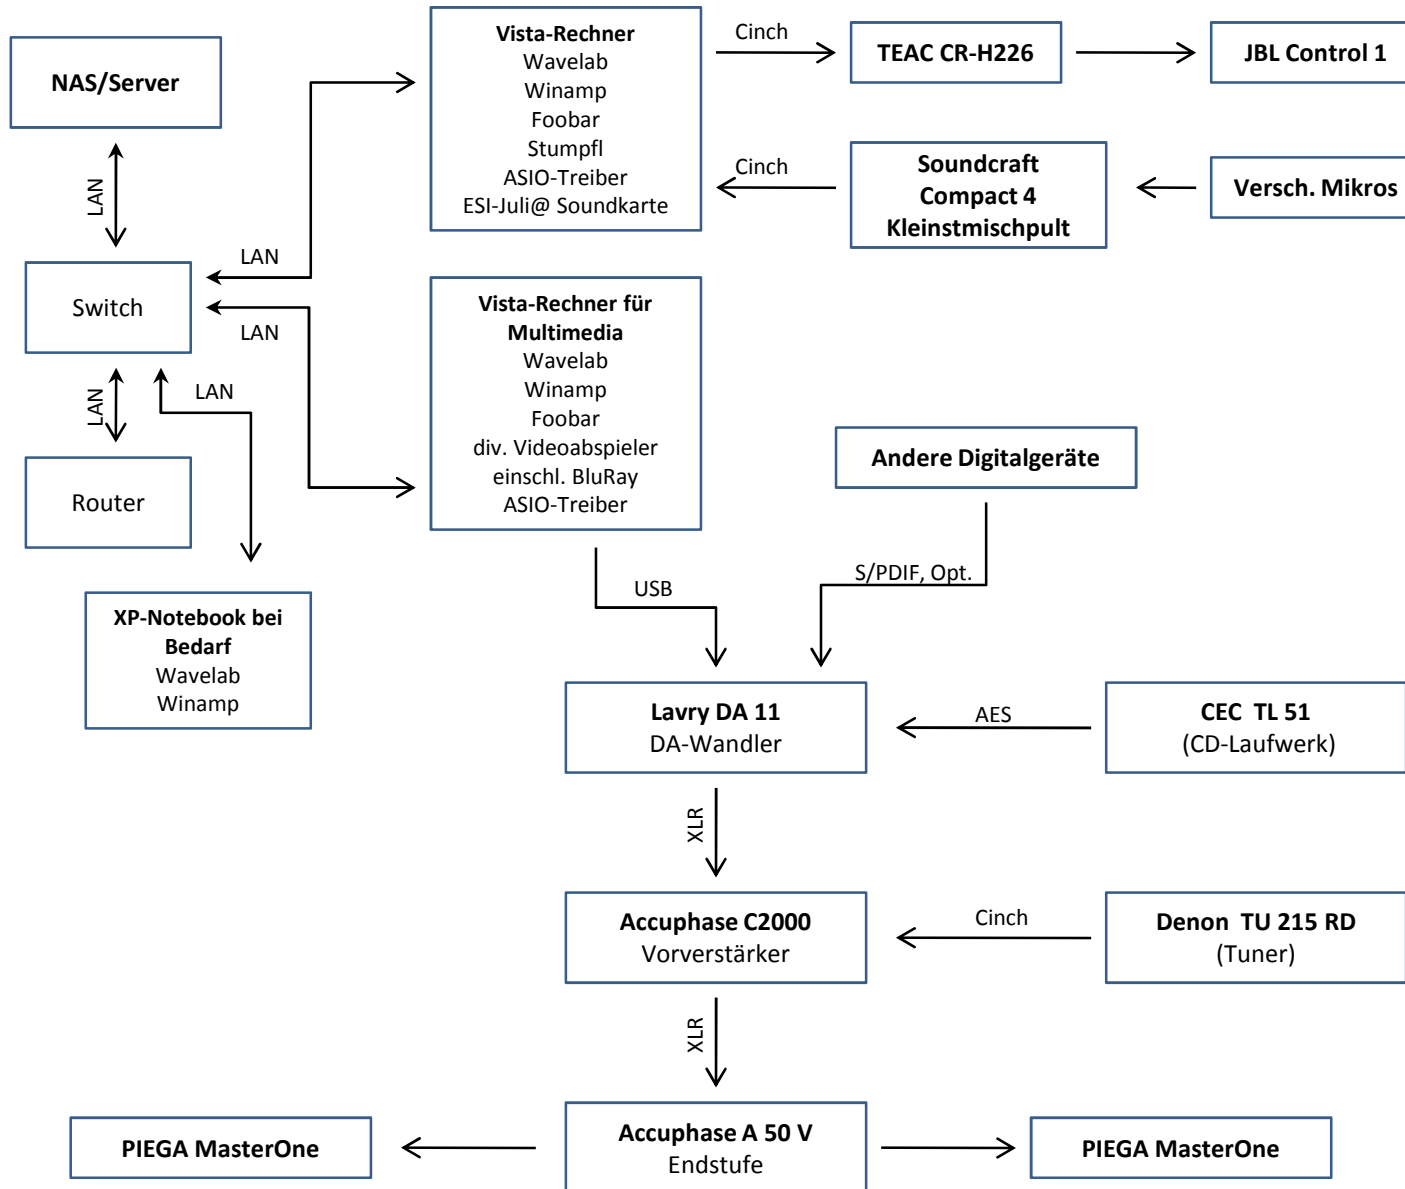 NAS/Server
LAN
Switch
LAN
Router
LAN
XP-Notebook bei
Bedarf
Wavelab
Winamp
LAN
LAN
Vista-Rechner
Wavelab
Winamp
Foobar
Stumpfl
ASIO-Treiber
ESI-Juli@ Soundkarte
Cinch
TEAC CR-H226
JBL Control 1
Cinch
Soundcraft
Compact 4
Kleinstmischpult
Versch. Mikros
Vista-Rechner für
Multimedia
Wavelab
Winamp
Foobar
div. Videoabspieler
einschl. BluRay
ASIO-Treiber
Andere Digitalgeräte
USB
S/PDIF, Opt.
Lavry DA 11
DA-Wandler
AES
CEC TL 51
(CD-Laufwerk)
XLR
Accuphase C2000
Vorverstärker
Cinch
Denon TU 215 RD
(Tuner)
XLR
PIEGA MasterOne
Accuphase A 50 V
Endstufe
PIEGA MasterOne